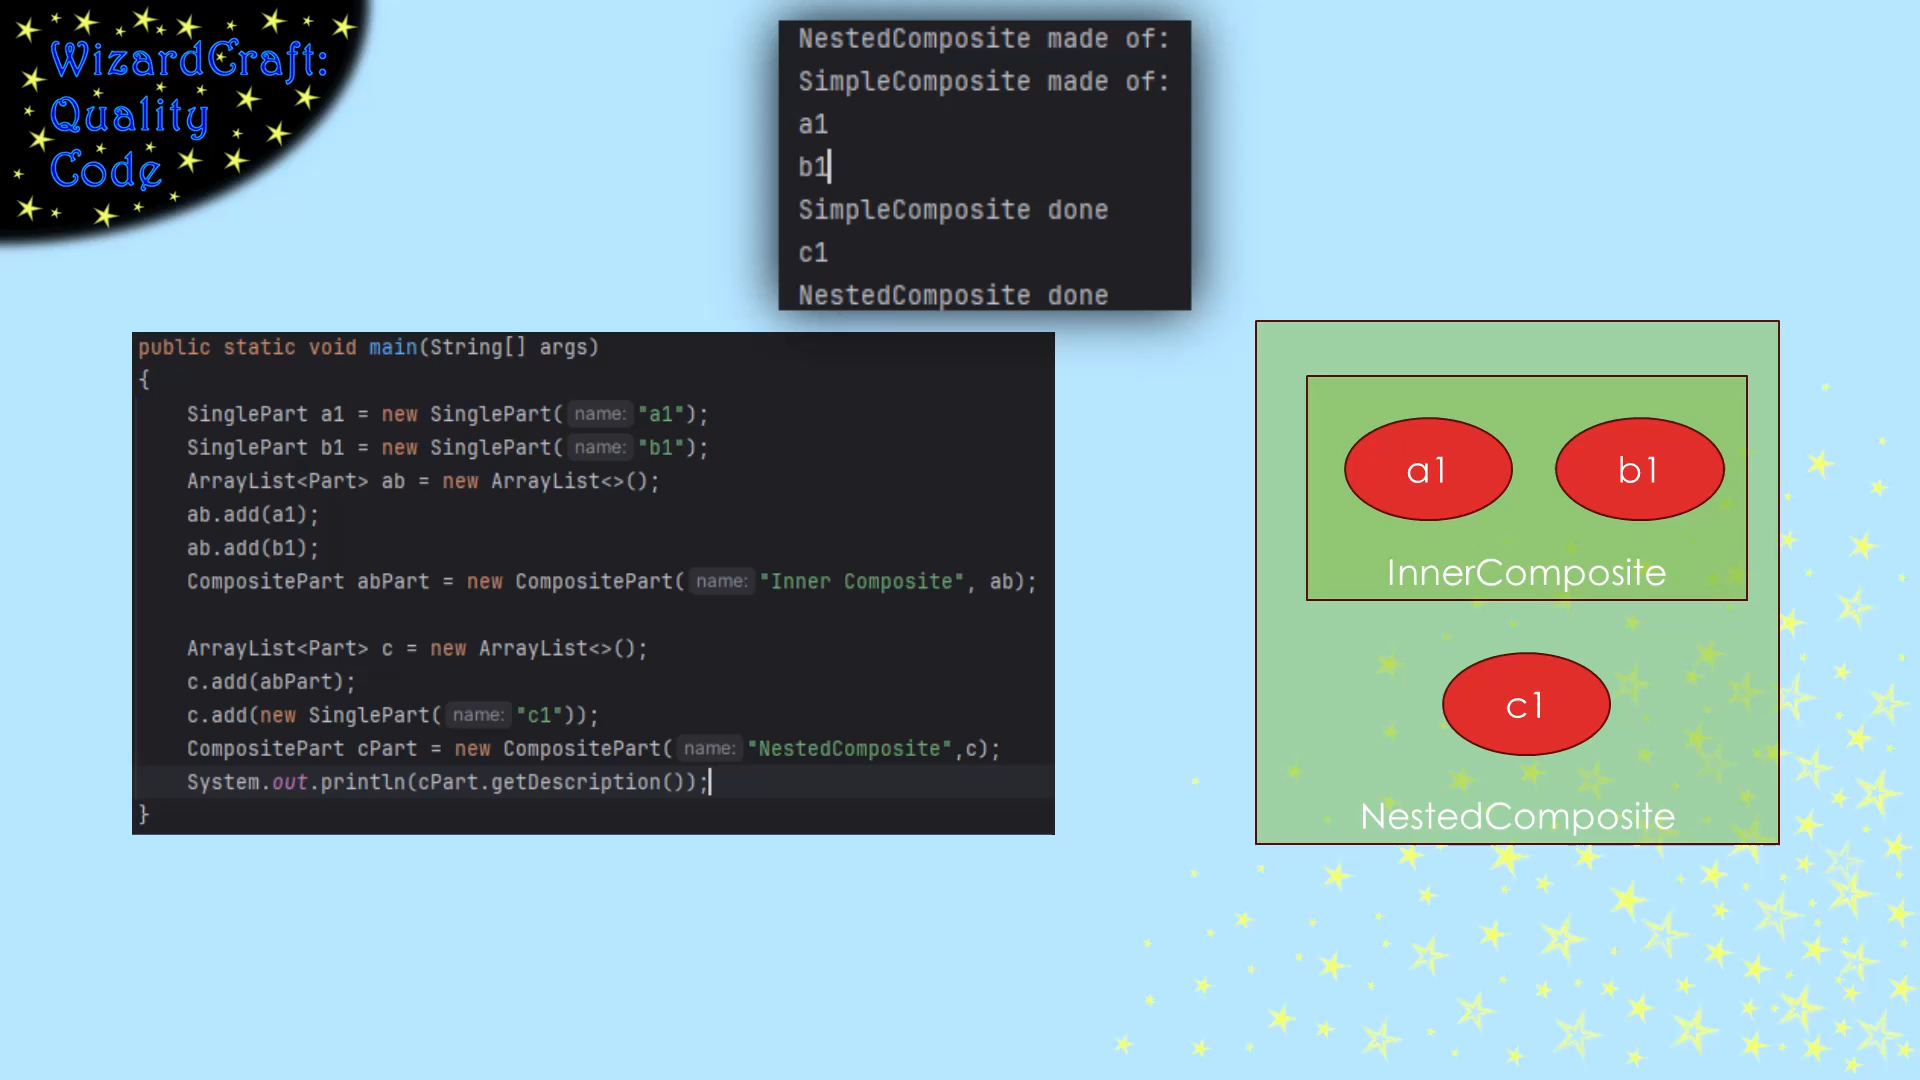 WizardCraft:
Quality
Code
NestedComposite made of:
SimpleComposite made of:
a1
b1
SimpleComposite done
c1
NestedComposite done
public static void main(String[] args)
{
SinglePart a1 = new SinglePart( name: "a1");
SinglePart b1 = new SinglePart( name: "b1");
ArrayList<Part> ab = new ArrayList<>();
ab.add(a1);
ab.add(b1);
CompositePart abPart = new CompositePart( name: "Inner Composite", ab);
ArrayList<Part> c = new ArrayList<>();
c.add(abPart);
c.add(new SinglePart( name: "c1"));
CompositePart cPart = new CompositePart( name: "NestedComposite",c);
System.out.println(cPart.getDescription());
}
a1
b1
InnerComposite
c1
NestedComposite